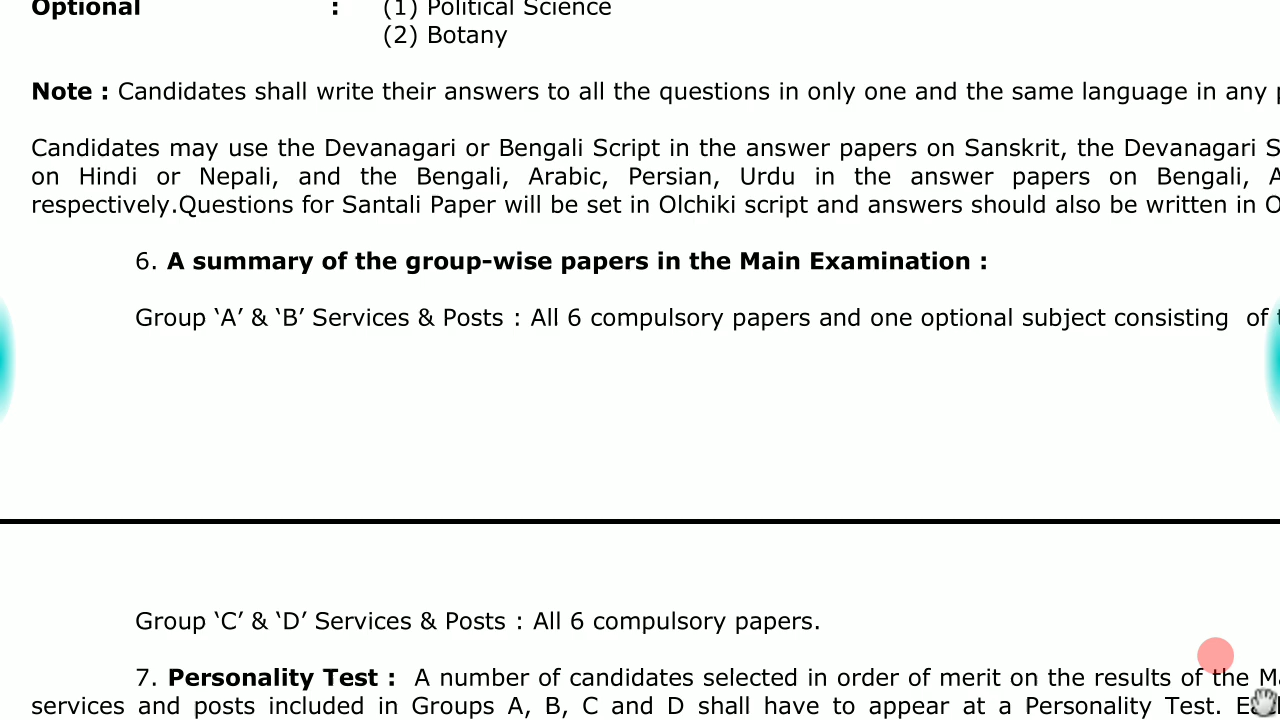 Optional : (1) Political Science
(2) Botany
Note : Candidates shall write their answers to all the questions in only one and the same language in any
Candidates may use the Devanagari or Bengali Script in the answer papers on Sanskrit, the Devanagari
on Hindi or Nepali, and the Bengali, Arabic, Persian, Urdu in the answer papers on Bengali,
respectively.Questions for Santali Paper will be set in Olchiki script and answers should also be written in
6. A summary of the group-wise papers in the Main Examination :
Group ‘A’ & ‘B’ Services & Posts : All 6 compulsory papers and one optional subject consisting of
Group ‘C’ & ‘D’ Services & Posts : All 6 compulsory papers.
7. Personality Test : A number of candidates selected in order of merit on the results of the
services and posts included in Groups A, B, C and D shall have to appear at a Personality Test.